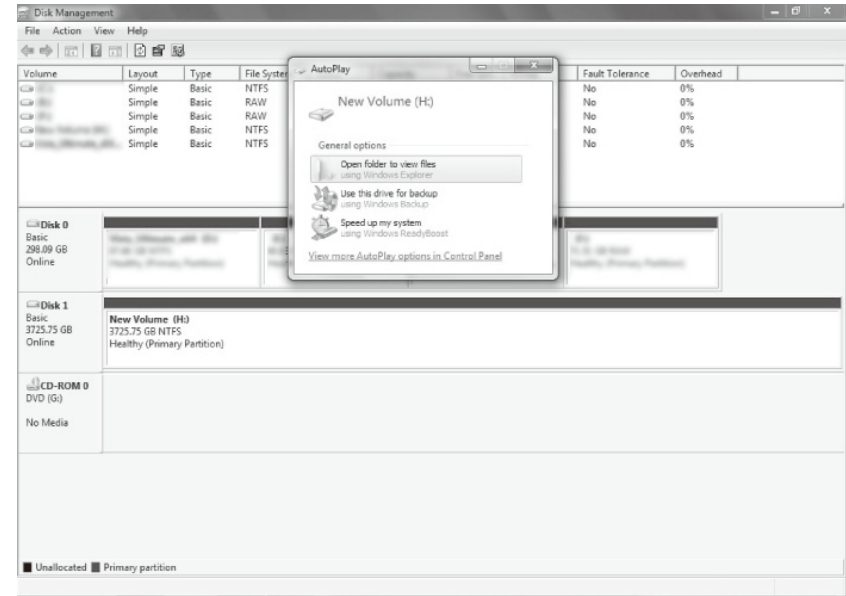 Disk Management
File Action View Help
Volume Layout Type File System Fault Tolerance Overhead
Simple Basic NTFS No 0%
Simple Basic RAW No 0%
Simple Basic RAW No 0%
Simple Basic NTFS No 0%
Simple Basic NTFS No 0%
AutoPlay
New Volume (H:)
General options
Open folder to view files
using Windows Explorer
Use this drive for backup
using Windows Backup
Speed up my system
using Windows ReadyBoost
View more AutoPlay options in Control Panel
Disk 0
Basic
298.09 GB
Online
Disk 1
Basic
3725.75 GB
Online
New Volume (H:)
3725.75 GB NTFS
Healthy (Primary Partition)
CD-ROM 0
DVD (G:)
No Media
Unallocated Primary partition